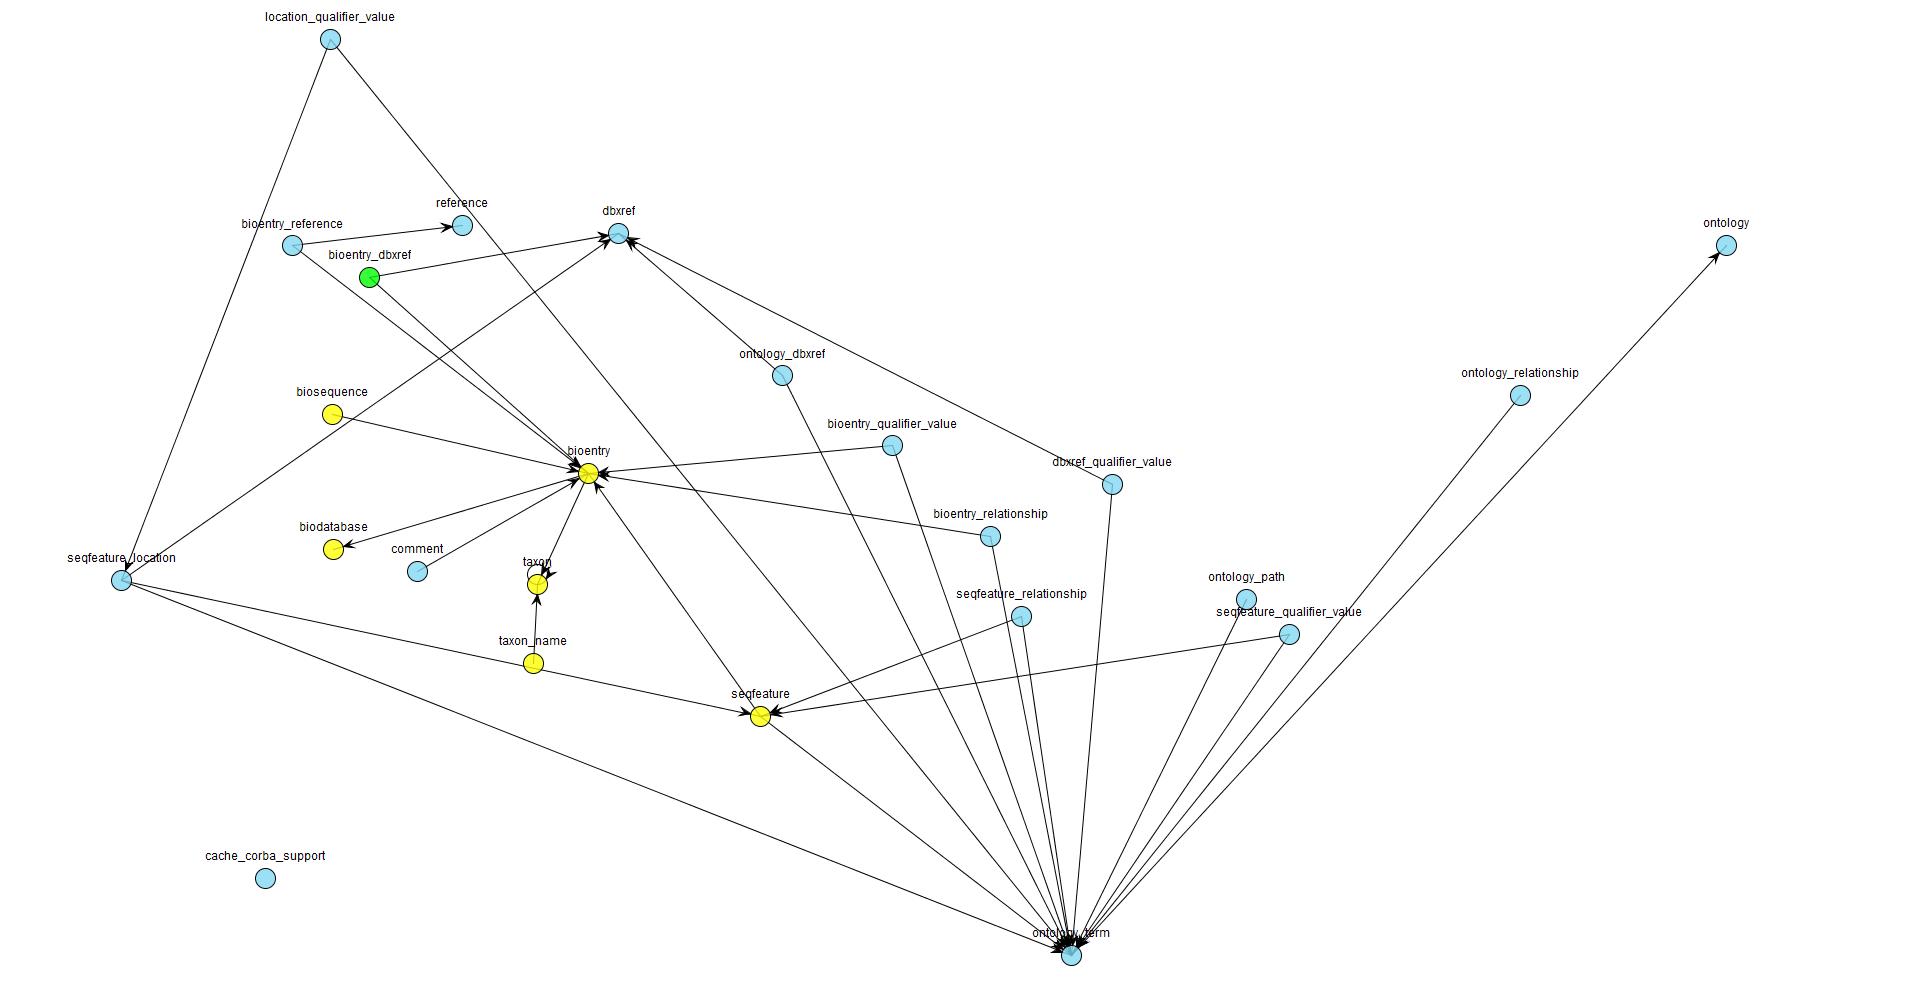 location_qualifier_value
reference
dbxref
bioentry_reference
ontology
bioentry_dbxref
ontology_dbxref
ontology_relationship
biosequence
bioentry_qualifier_value
bioentry
dbxref_qualifier_value
bioentry_relationship
biodatabase
comment
seqfeature_location
taxon
ontology_path
seqfeature_relationship
seqfeature_qualifier_value
taxon_name
seqfeature
cache_corba_support
ontology_term